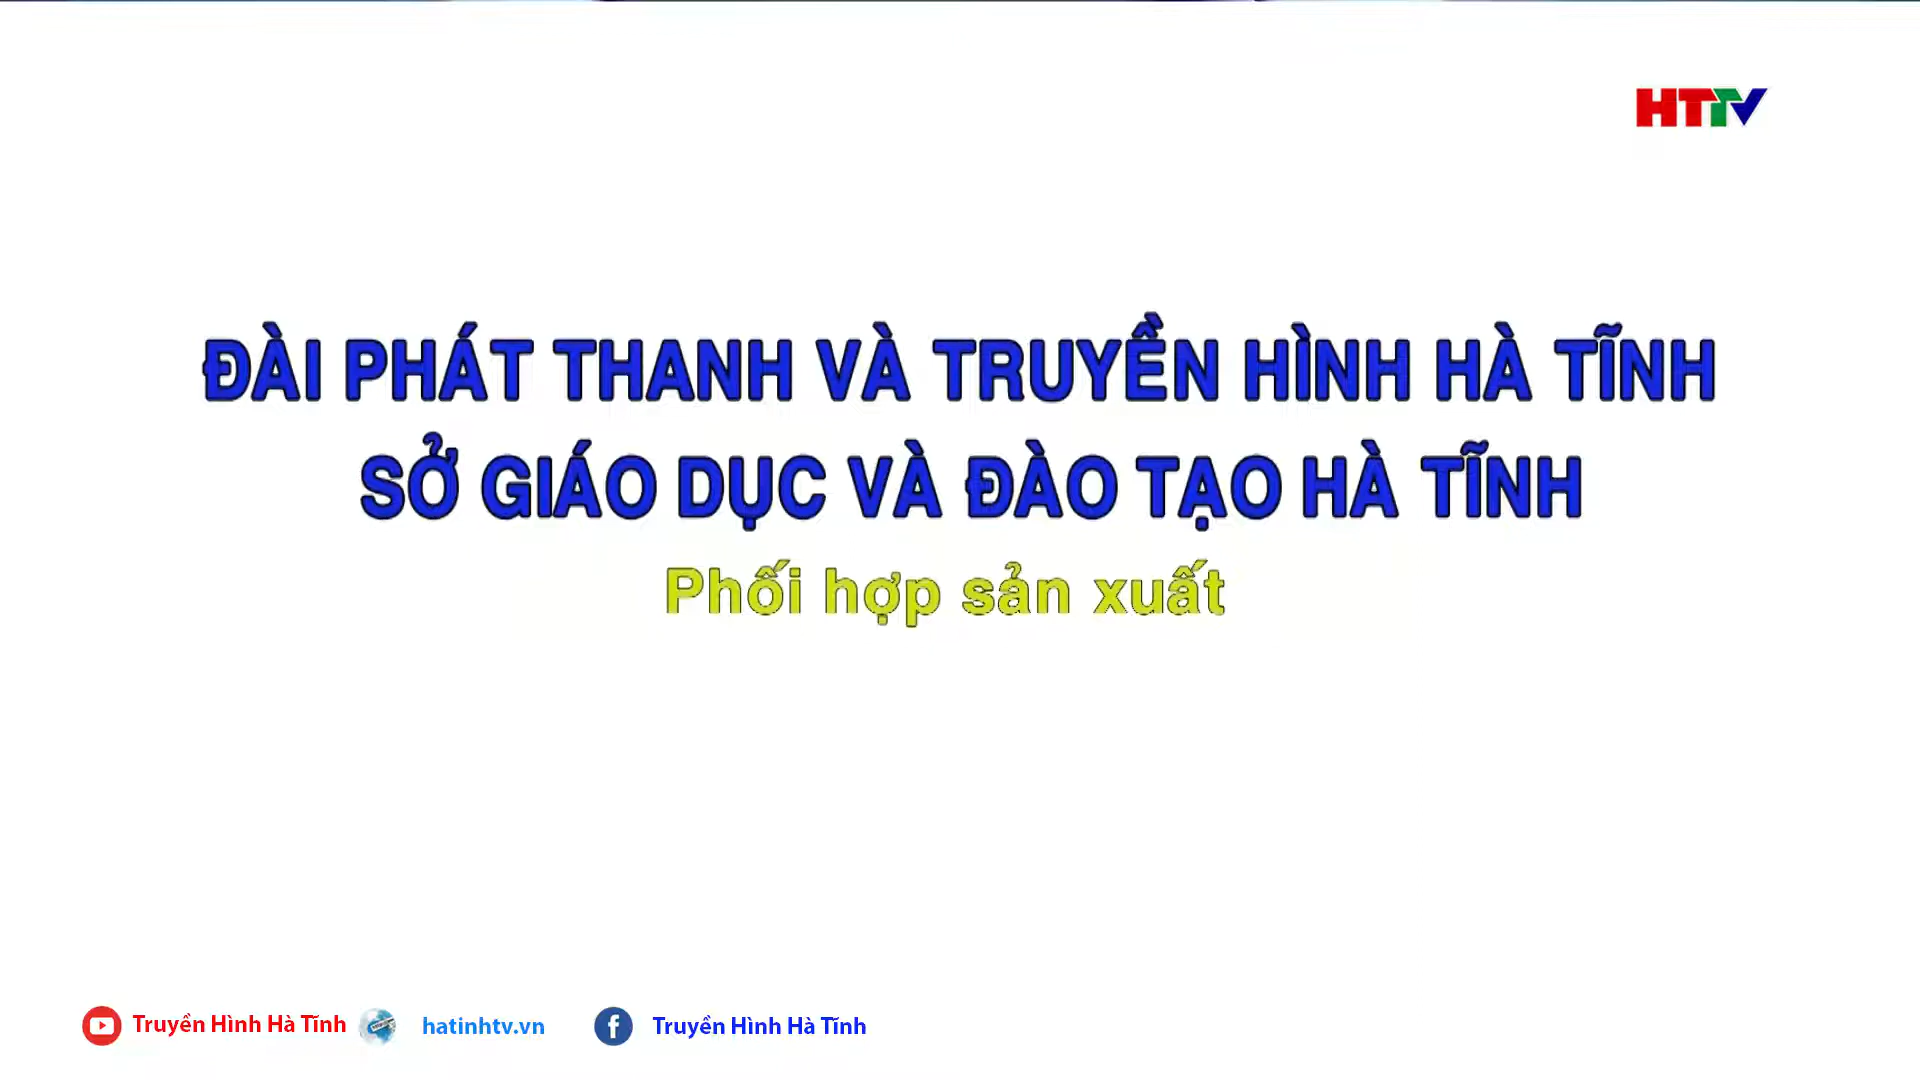 HTTV
ĐÀI PHÁT THANH VÀ TRUYỀN HÌNH HÀ TĨNH
SỞ GIÁO DỤC VÀ ĐÀO TẠO HÀ TĨNH
Phối hợp sản xuất
Truyền Hình Hà Tĩnh hatinhtv.vn Truyền Hình Hà Tĩnh